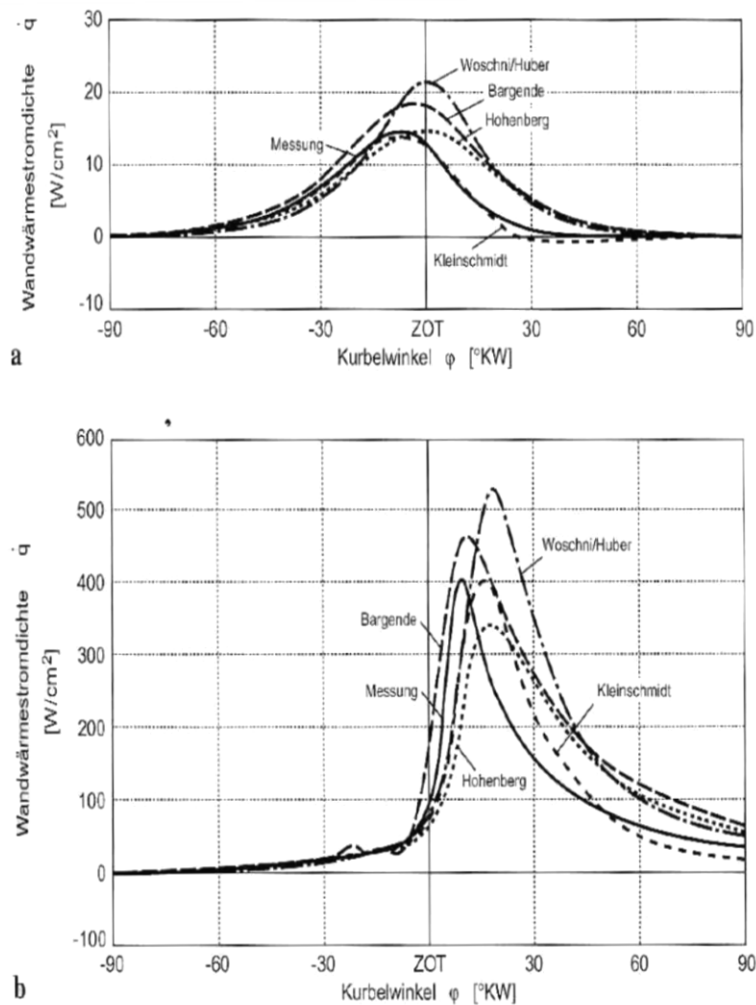 30
20
10
0
-10
Wandwärmestromdichte q̇
[W/cm²]
Woschni/Huber
Bargende
Hohenberg
Messung
Kleinschmidt
-90 -60 -30 ZOT 30 60 90
Kurbelwinkel φ [°KW]
a
600
500
400
300
200
100
0
-100
Wandwärmestromdichte q̇
[W/cm²]
Woschni/Huber
Bargende
Kleinschmidt
Messung
Hohenberg
-90 -60 -30 ZOT 30 60 90
Kurbelwinkel φ [°KW]
b